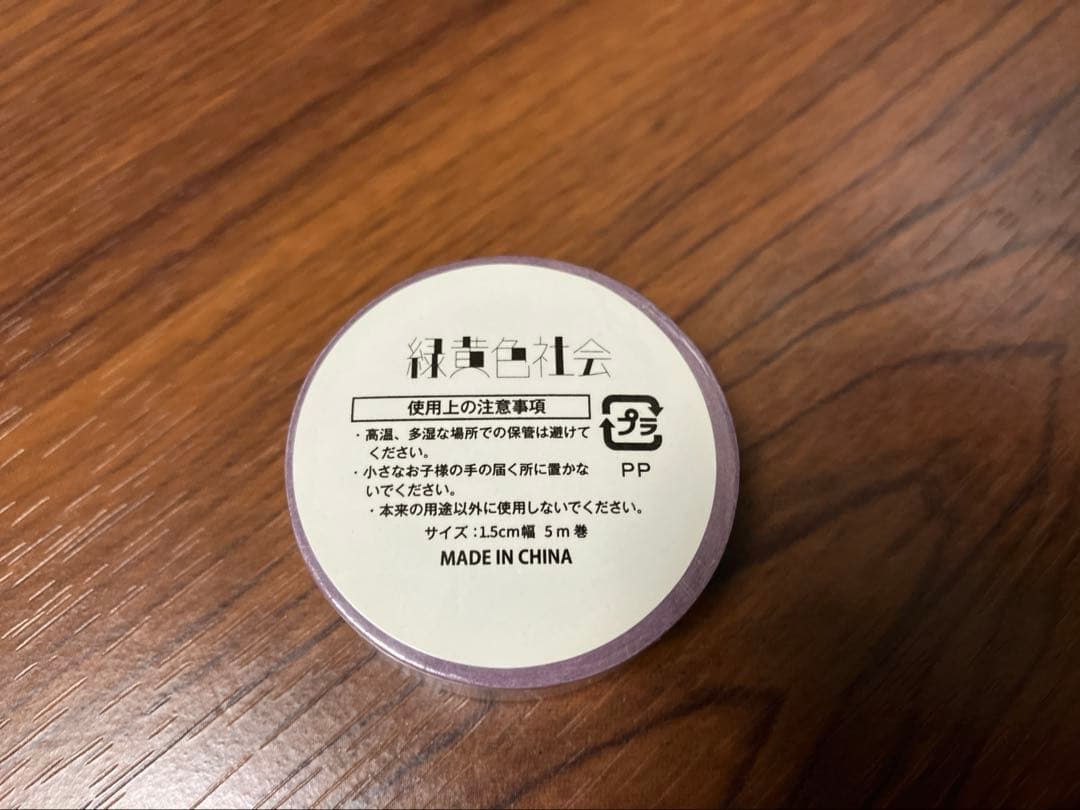 緑黄色社会
使用上の注意事項
・高温、多湿な場所での保管は避けて
ください。
・小さなお子様の手の届く所に置かな
いでください。
・本来の用途以外に使用しないでください。
サイズ：1.5cm幅 5m巻
MADE IN CHINA
プラ
PP